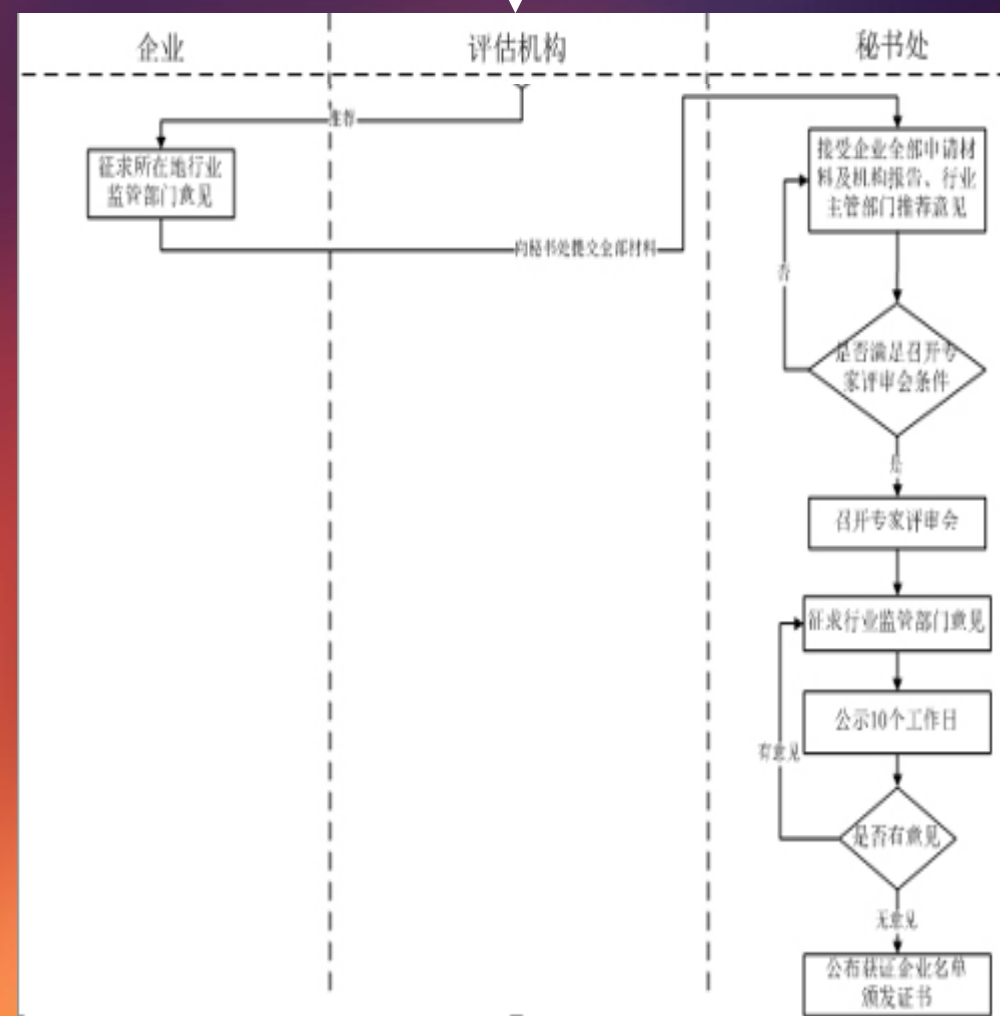 企业
评估机构
秘书处
推荐
征求所在地行业
监管部门意见
向秘书处提交全部材料
接受企业全部申请材
料及机构报告、行业
主管部门推荐意见
否
是否满足召开专
家评审会条件
是
召开专家评审会
征求行业监管部门意见
公示10个工作日
有意见
是否有意见
无意见
公布获证企业名单
颁发证书